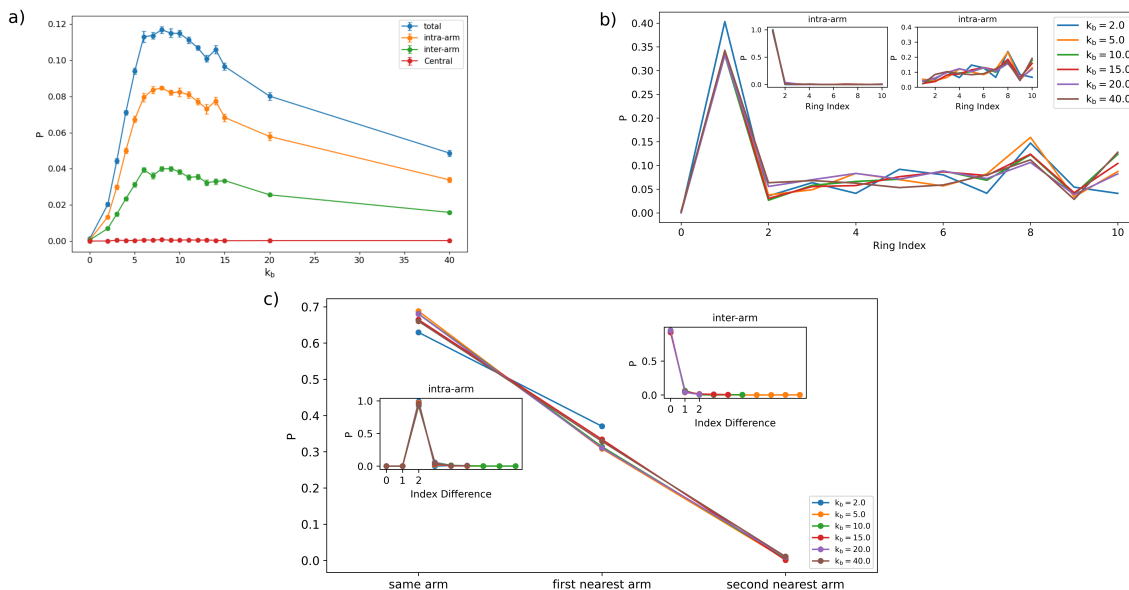 a)
0.12
0.10
0.08
0.06
0.04
0.02
0.00
P
0 5 10 15 20 25 30 35 40
k_b
total
intra-arm
inter-arm
Central
b)
0.40
0.35
0.30
0.25
0.20
0.15
0.10
0.05
0.00
P
0 2 4 6 8 10
Ring Index
intra-arm
1.0
0.5
0.0
P
2 4 6 8 10
Ring Index
intra-arm
0.4
0.3
0.2
0.1
0.0
P
2 4 6 8 10
Ring Index
k_b = 2.0
k_b = 5.0
k_b = 10.0
k_b = 15.0
k_b = 20.0
k_b = 40.0
c)
0.7
0.6
0.5
0.4
0.3
0.2
0.1
0.0
P
same arm first nearest arm second nearest arm
intra-arm
1.0
0.5
0.0
P
0 1 2
Index Difference
inter-arm
0.5
0.0
P
0 1 2
Index Difference
k_b = 2.0
k_b = 5.0
k_b = 10.0
k_b = 15.0
k_b = 20.0
k_b = 40.0